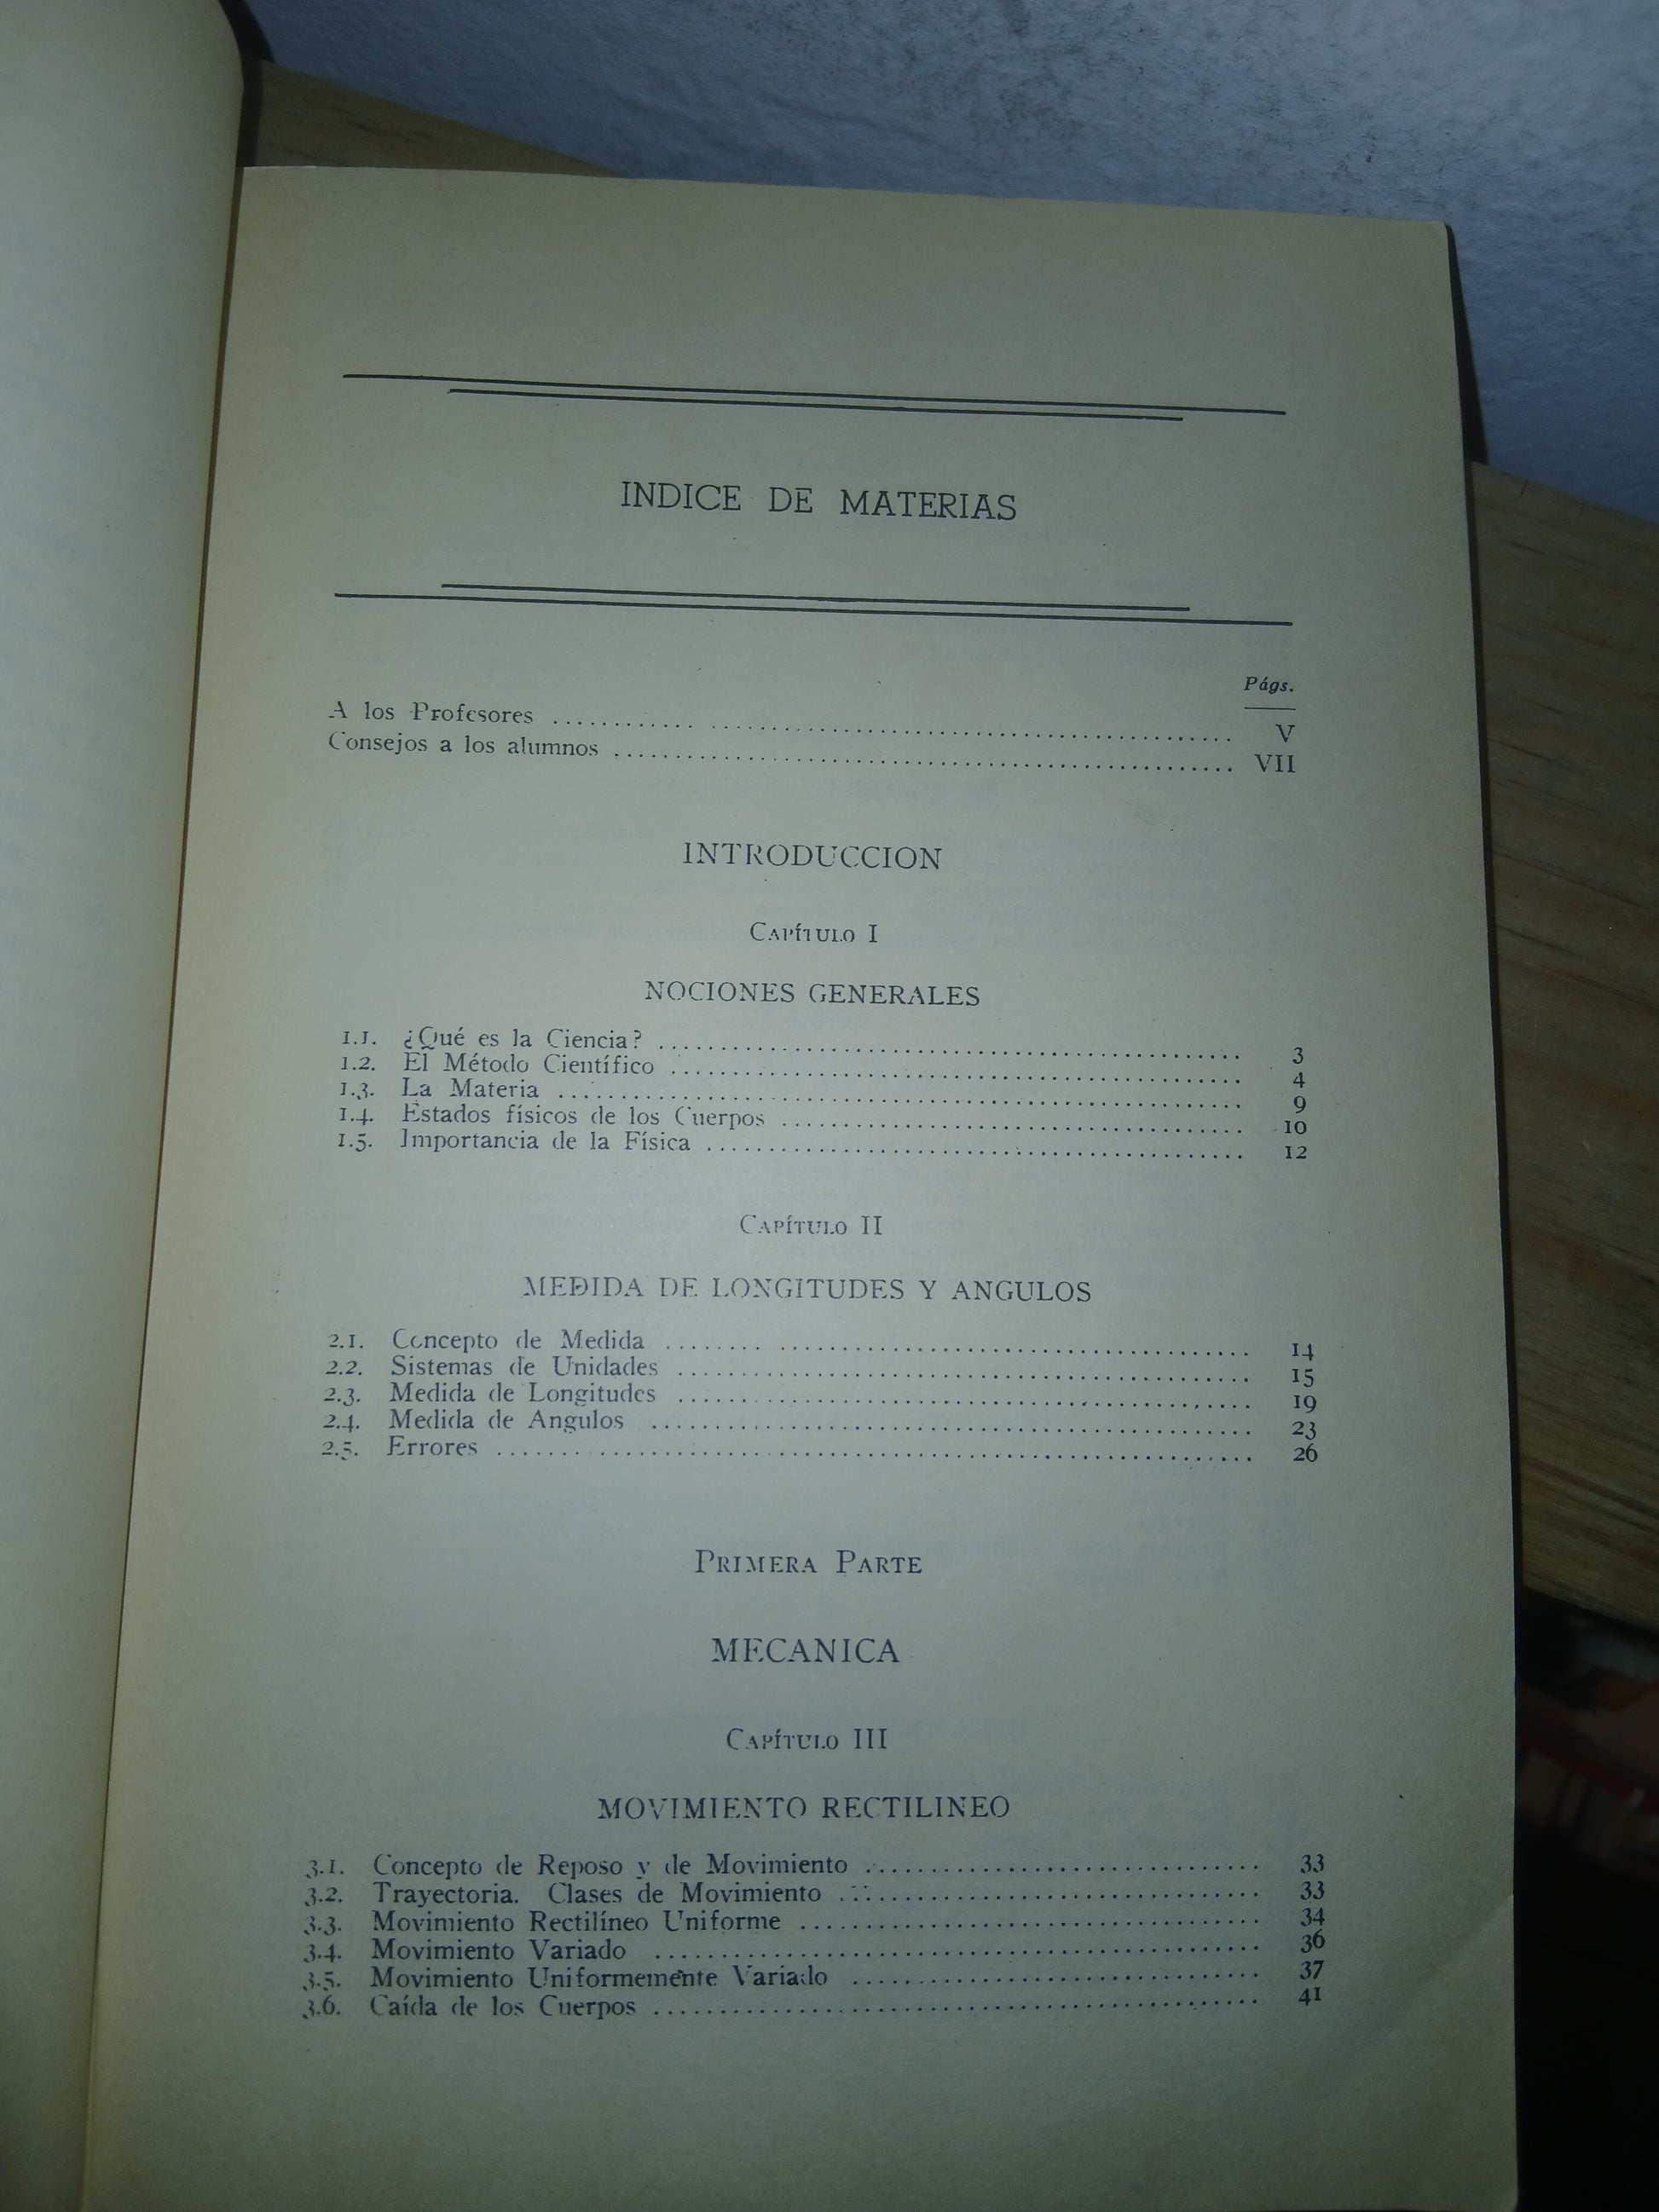 INDICE DE MATERIAS
Págs.
A los Profesores ........................ V
Consejos a los alumnos ........................ VII
INTRODUCCION
Capítulo I
NOCIONES GENERALES
1.1. ¿Qué es la Ciencia? ........................ 3
1.2. El Método Científico ........................ 4
1.3. La Materia ........................ 9
1.4. Estados físicos de los Cuerpos ........................ 10
1.5. Importancia de la Física ........................ 12
Capítulo II
MEDIDA DE LONGITUDES Y ANGULOS
2.1. Concepto de Medida ........................ 14
2.2. Sistemas de Unidades ........................ 15
2.3. Medida de Longitudes ........................ 19
2.4. Medida de Angulos ........................ 23
2.5. Errores ........................ 26
Primera Parte
MECANICA
Capítulo III
MOVIMIENTO RECTILINEO
3.1. Concepto de Reposo y de Movimiento ........................ 33
3.2. Trayectoria. Clases de Movimiento ........................ 33
3.3. Movimiento Rectilíneo Uniforme ........................ 34
3.4. Movimiento Variado ........................ 36
3.5. Movimiento Uniformemente Variado ........................ 37
3.6. Caída de los Cuerpos ........................ 41